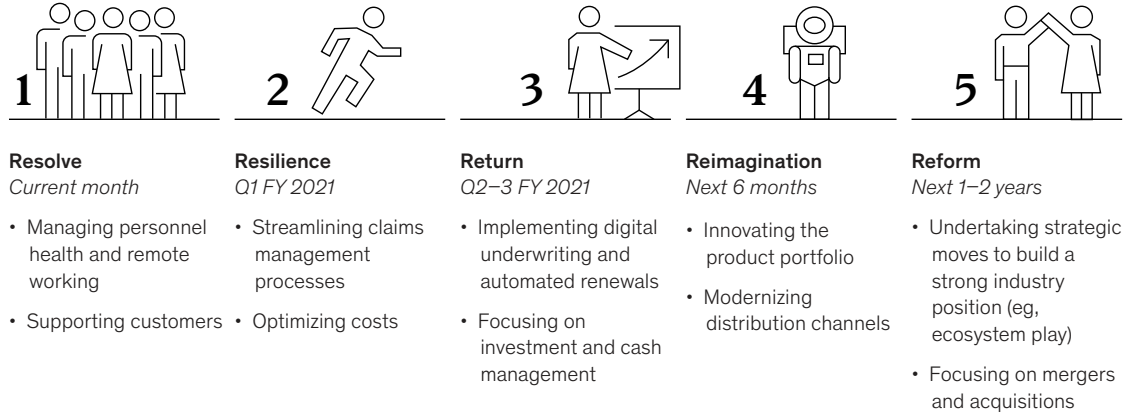 1
Resolve
Current month
• Managing personnel
health and remote
working
• Supporting customers
2
Resilience
Q1 FY 2021
• Streamlining claims
management
processes
• Optimizing costs
3
Return
Q2–3 FY 2021
• Implementing digital
underwriting and
automated renewals
• Focusing on
investment and cash
management
4
Reimagination
Next 6 months
• Innovating the
product portfolio
• Modernizing
distribution channels
5
Reform
Next 1–2 years
• Undertaking strategic
moves to build a
strong industry
position (eg,
ecosystem play)
• Focusing on mergers
and acquisitions